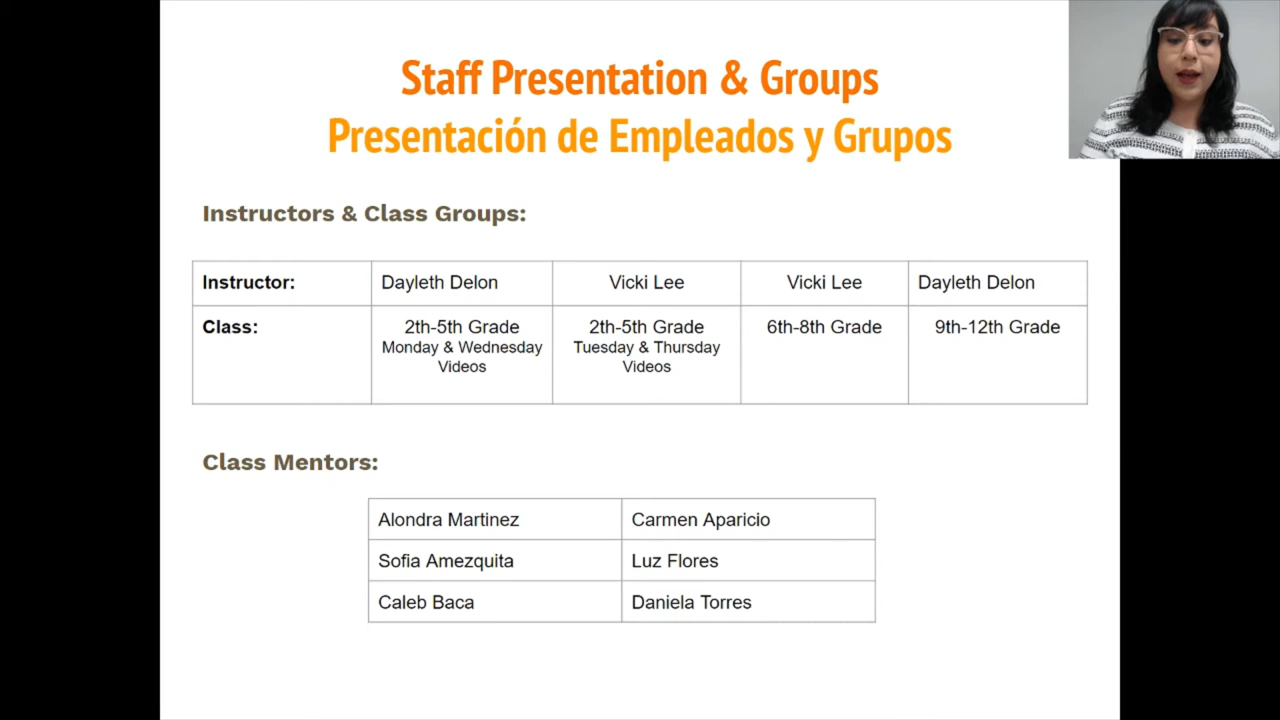 Staff Presentation & Groups
Presentación de Empleados y Grupos
Instructors & Class Groups:
Instructor: Dayleth Delon Vicki Lee Vicki Lee Dayleth Delon
Class: 2th-5th Grade 2th-5th Grade 6th-8th Grade 9th-12th Grade
Monday & Wednesday Tuesday & Thursday
Videos Videos
Class Mentors:
Alondra Martinez Carmen Aparicio
Sofia Amezquita Luz Flores
Caleb Baca Daniela Torres